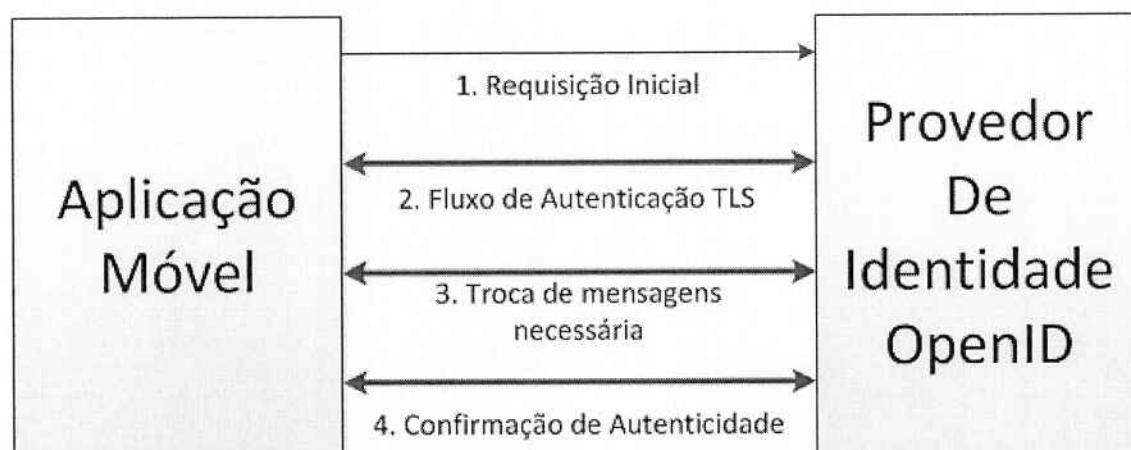 Aplicação
Móvel
1. Requisição Inicial
2. Fluxo de Autenticação TLS
3. Troca de mensagens
necessária
4. Confirmação de Autenticidade
Provedor
De
Identidade
OpenID